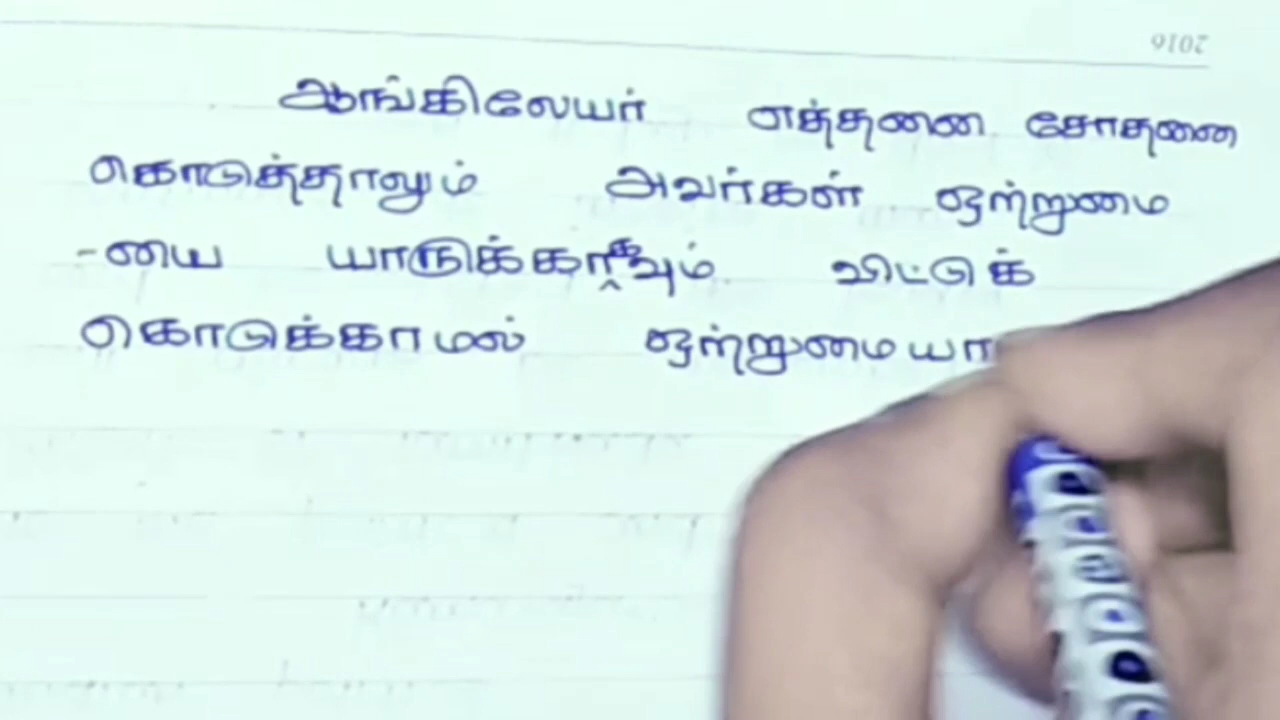 2016
ஆங்கிலேயர் எத்தனை சோதனை
கொடுத்தாலும் அவர்கள் ஒற்றுமை
-யை யாருக்காகவும் விட்டுக்
கொடுக்காமல் ஒற்றுமையா